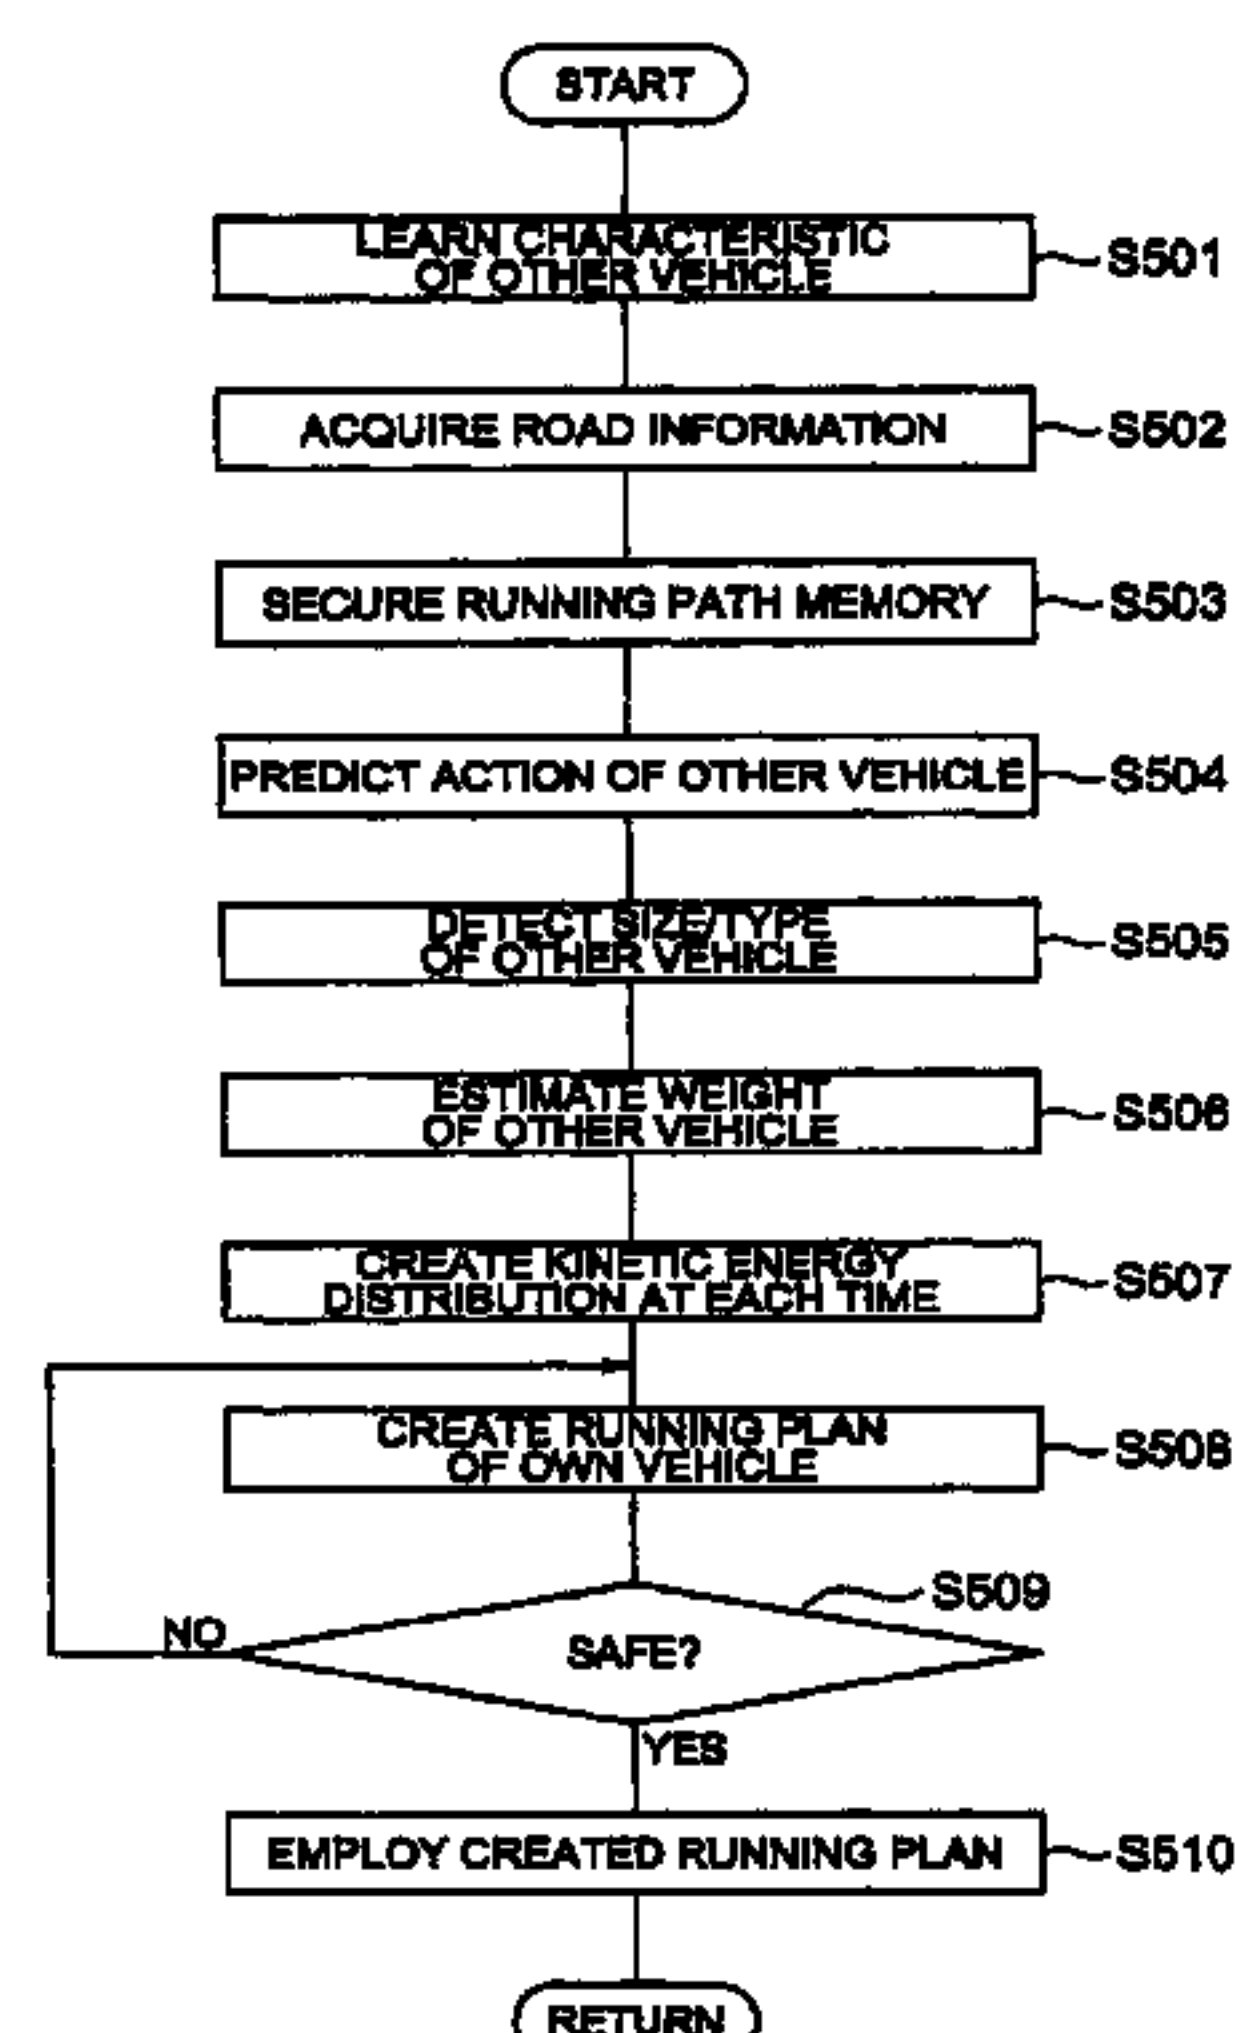 START
LEARN CHARACTERISTIC
OF OTHER VEHICLE
S501
ACQUIRE ROAD INFORMATION
S502
SECURE RUNNING PATH MEMORY
S503
PREDICT ACTION OF OTHER VEHICLE
S504
DETECT SIZE/TYPE
OF OTHER VEHICLE
S505
ESTIMATE WEIGHT
OF OTHER VEHICLE
S506
CREATE KINETIC ENERGY
DISTRIBUTION AT EACH TIME
S507
CREATE RUNNING PLAN
OF OWN VEHICLE
S508
S509
NO
SAFE?
YES
EMPLOY CREATED RUNNING PLAN
S510
RETURN